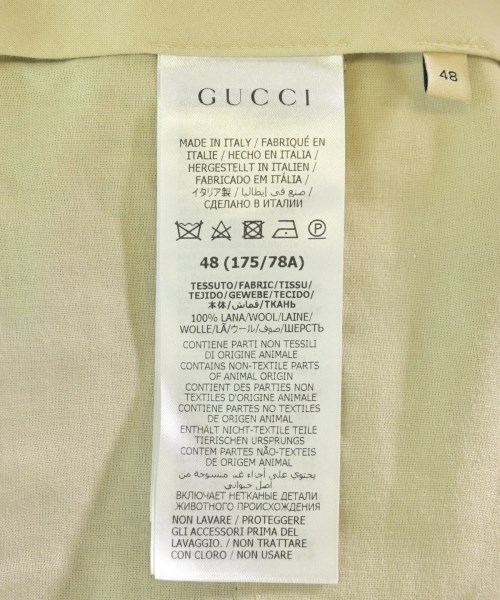 GUCCI
48
MADE IN ITALY / FABRIQUÉ EN
ITALIE / HECHO EN ITALIA /
HERGESTELLT IN ITALIEN /
FABRICADO EM ITÁLIA /
イタリア製 / صنع في إيطاليا /
СДЕЛАНО В ИТАЛИИ
P
48 (175/78A)
TESSUTO/FABRIC/TISSU/
TEJIDO/GEWEBE/TECIDO/
本体/قماش/ТКАНЬ
100% LANA/WOOL/LAINE/
WOLLE/LÃ/ウール/صوف/ШЕРСТЬ
CONTIENE PARTI NON TESSILI
DI ORIGINE ANIMALE
CONTAINS NON-TEXTILE PARTS
OF ANIMAL ORIGIN
CONTIENT DES PARTIES NON
TEXTILES D'ORIGINE ANIMALE
CONTIENE PARTES NO TEXTILES
DE ORIGEN ANIMAL
ENTHÄLT NICHT-TEXTILE TEILE
TIERISCHEN URSPRUNGS
CONTEM PARTES NÃO-TEXTEIS
DE ORIGEM ANIMAL
يحتوي على أجزاء غير منسوجة من
أصل حيواني
ВКЛЮЧАЕТ НЕТКАНЫЕ ДЕТАЛИ
ЖИВОТНОГО ПРОИСХОЖДЕНИЯ
NON LAVARE / PROTEGGERE
GLI ACCESSORI PRIMA DEL
LAVAGGIO. / NON TRATTARE
CON CLORO / NON USARE